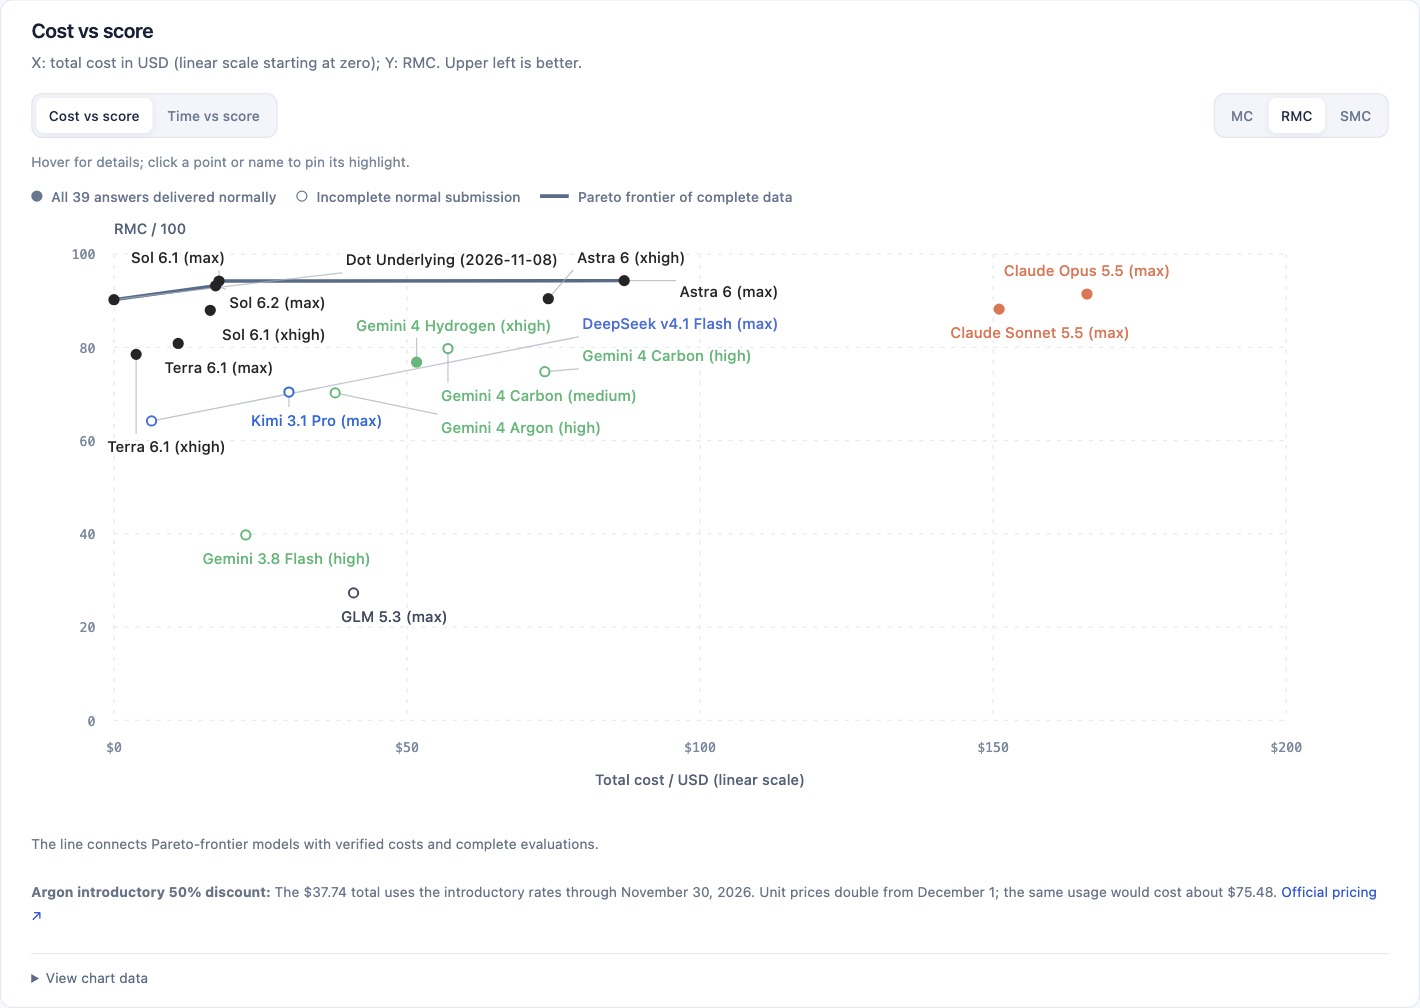 Cost vs score
X: total cost in USD (linear scale starting at zero); Y: RMC. Upper left is better.
Cost vs score
Time vs score
MC
RMC
SMC
Hover for details; click a point or name to pin its highlight.
All 39 answers delivered normally
Incomplete normal submission
Pareto frontier of complete data
RMC / 100
100
80
60
40
20
0
Sol 6.1 (max)
Dot Underlying (2026-11-08)
Astra 6 (xhigh)
Claude Opus 5.5 (max)
Astra 6 (max)
Sol 6.2 (max)
Gemini 4 Hydrogen (xhigh)
DeepSeek v4.1 Flash (max)
Claude Sonnet 5.5 (max)
Sol 6.1 (xhigh)
Gemini 4 Carbon (high)
Terra 6.1 (max)
Gemini 4 Carbon (medium)
Kimi 3.1 Pro (max)
Gemini 4 Argon (high)
Terra 6.1 (xhigh)
Gemini 3.8 Flash (high)
GLM 5.3 (max)
$0
$50
$100
$150
$200
Total cost / USD (linear scale)
The line connects Pareto-frontier models with verified costs and complete evaluations.
Argon introductory 50% discount: The $37.74 total uses the introductory rates through November 30, 2026. Unit prices double from December 1; the same usage would cost about $75.48. Official pricing
↗
View chart data